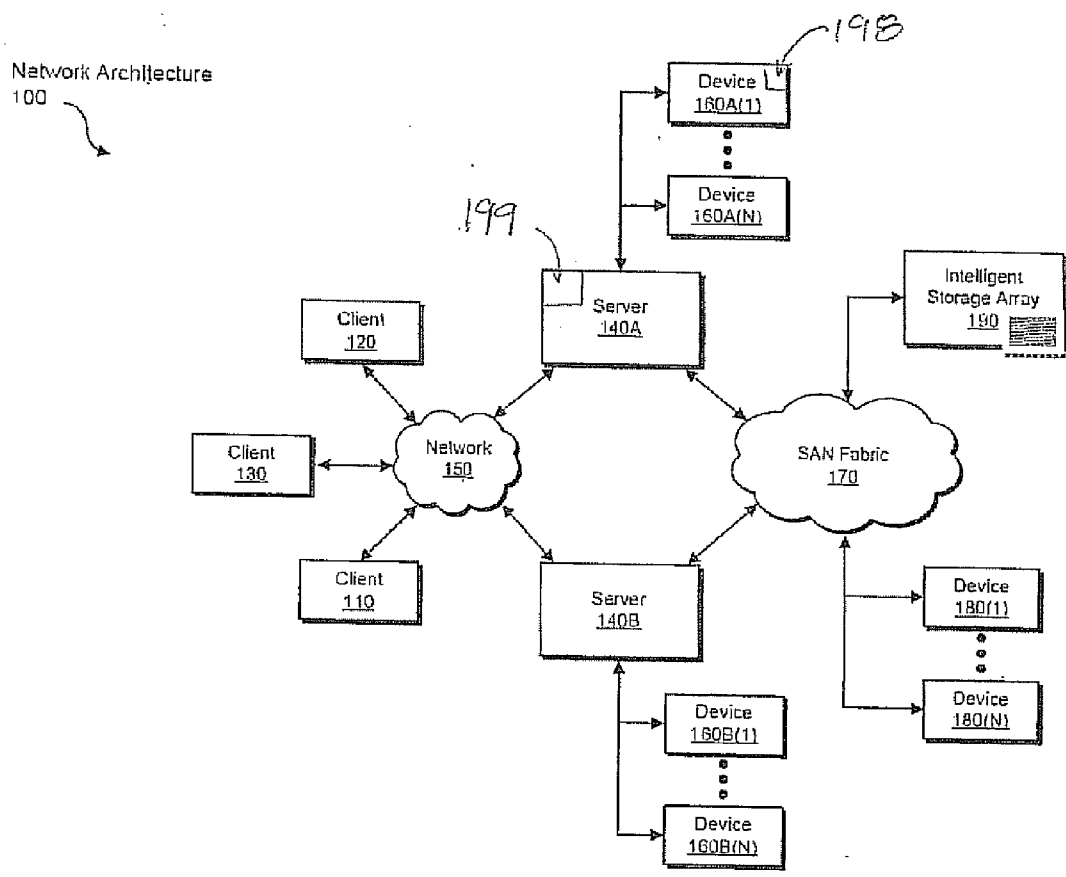 198
Network Architecture
100
Device
160A(1)
Device
160A(N)
199
Server
140A
Intelligent
Storage Array
190
Client
120
Client
130
Network
150
SAN Fabric
170
Client
110
Server
140B
Device
180(1)
Device
180(N)
Device
160B(1)
Device
160B(N)